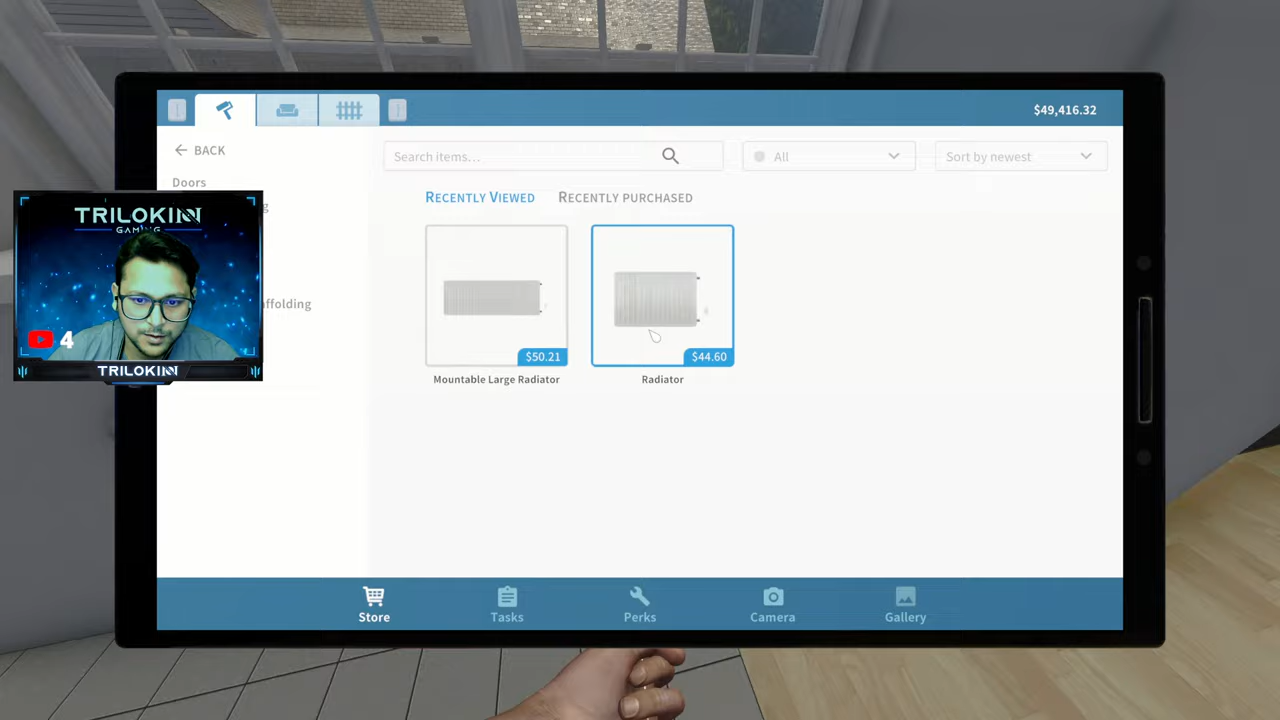 $49,416.32
BACK
Search items...
All
Sort by newest
Doors
RECENTLY VIEWED
RECENTLY PURCHASED
TRILOKIN
GAMING
g
ffolding
4
$50.21
$44.60
TRILOKIN
Mountable Large Radiator
Radiator
Store
Tasks
Perks
Camera
Gallery